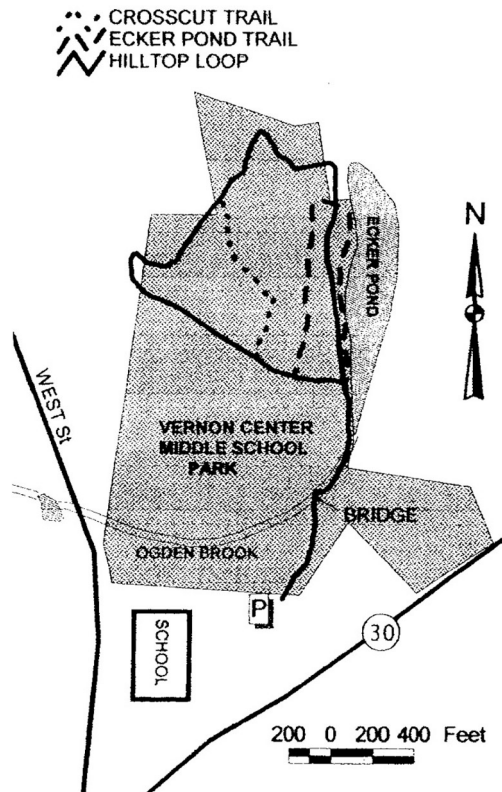 CROSSCUT TRAIL
ECKER POND TRAIL
HILLTOP LOOP
N
ECKER POND
WEST St
VERNON CENTER
MIDDLE SCHOOL
PARK
BRIDGE
OGDEN BROOK
P
SCHOOL
30
200 0 200 400 Feet